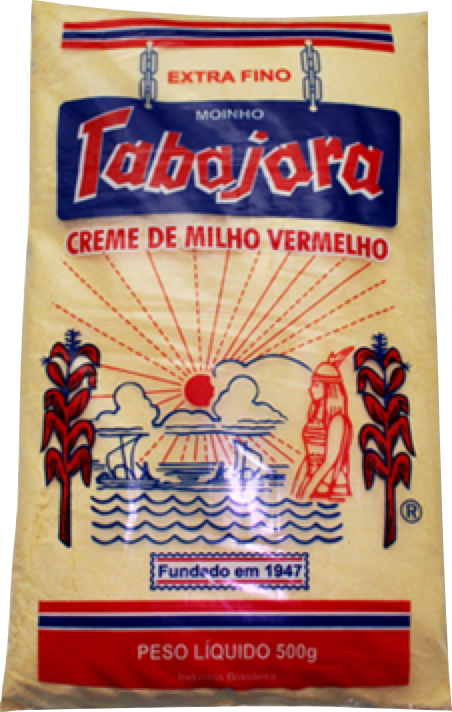 EXTRA FINO
MOINHO
Tabajara
CREME DE MILHO VERMELHO
®
Fundado em 1947
PESO LÍQUIDO 500g
Indústria Brasileira